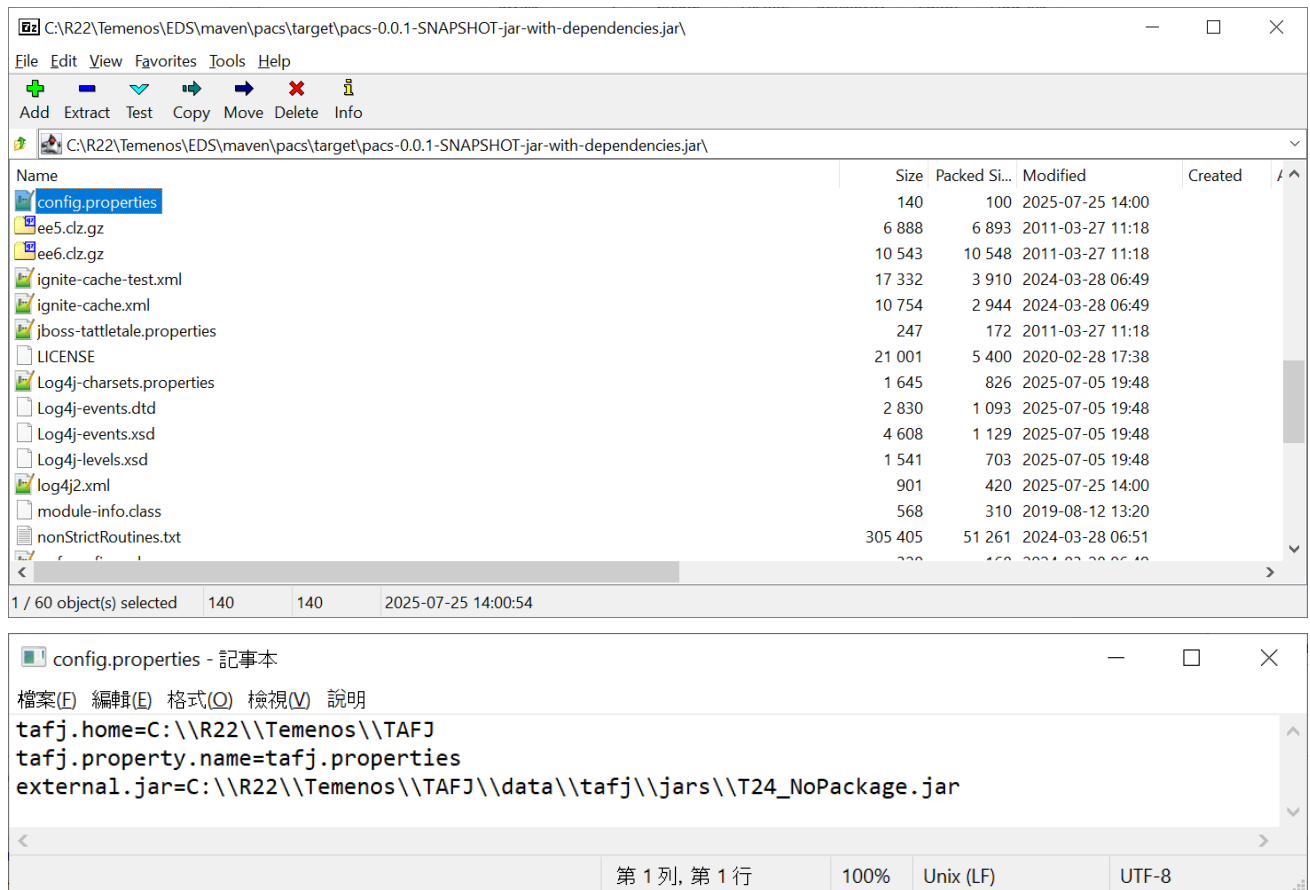 C:\R22\Temenos\EDS\maven\pacs\target\pacs-0.0.1-SNAPSHOT-jar-with-dependencies.jar\
File Edit View Favorites Tools Help
Add Extract Test Copy Move Delete Info
C:\R22\Temenos\EDS\maven\pacs\target\pacs-0.0.1-SNAPSHOT-jar-with-dependencies.jar\
Name Size Packed Si... Modified Created
config.properties 140 100 2025-07-25 14:00
ee5.clz.gz 6 888 6 893 2011-03-27 11:18
ee6.clz.gz 10 543 10 548 2011-03-27 11:18
ignite-cache-test.xml 17 332 3 910 2024-03-28 06:49
ignite-cache.xml 10 754 2 944 2024-03-28 06:49
jboss-tattletale.properties 247 172 2011-03-27 11:18
LICENSE 21 001 5 400 2020-02-28 17:38
Log4j-charsets.properties 1 645 826 2025-07-05 19:48
Log4j-events.dtd 2 830 1 093 2025-07-05 19:48
Log4j-events.xsd 4 608 1 129 2025-07-05 19:48
Log4j-levels.xsd 1 541 703 2025-07-05 19:48
log4j2.xml 901 420 2025-07-25 14:00
module-info.class 568 310 2019-08-12 13:20
nonStrictRoutines.txt 305 405 51 261 2024-03-28 06:51
1 / 60 object(s) selected 140 140 2025-07-25 14:00:54
config.properties - 記事本
檔案(F) 編輯(E) 格式(O) 檢視(V) 說明
tafj.home=C:\\R22\\Temenos\\TAFJ
tafj.property.name=tafj.properties
external.jar=C:\\R22\\Temenos\\TAFJ\\data\\tafj\\jars\\T24_NoPackage.jar
第 1 列, 第 1 行 100% Unix (LF) UTF-8